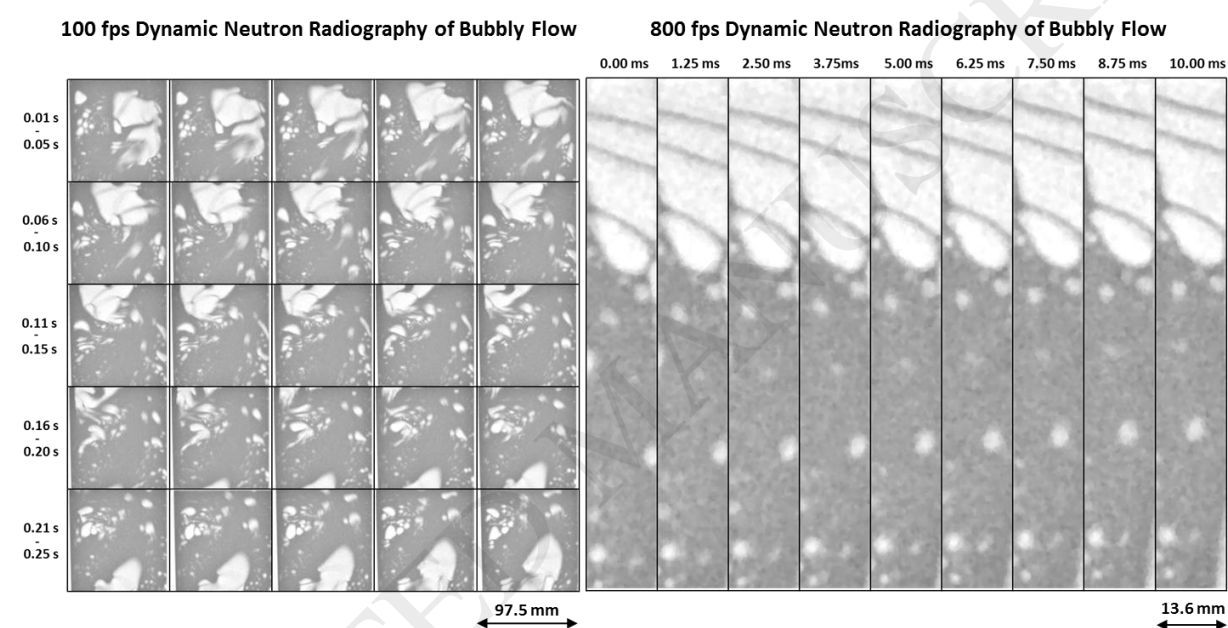 100 fps Dynamic Neutron Radiography of Bubbly Flow
800 fps Dynamic Neutron Radiography of Bubbly Flow
0.00 ms 1.25 ms 2.50 ms 3.75ms 5.00 ms 6.25 ms 7.50 ms 8.75 ms 10.00 ms
0.01 s
-
0.05 s
0.06 s
-
0.10 s
0.11 s
-
0.15 s
0.16 s
-
0.20 s
0.21 s
-
0.25 s
97.5 mm
13.6 mm